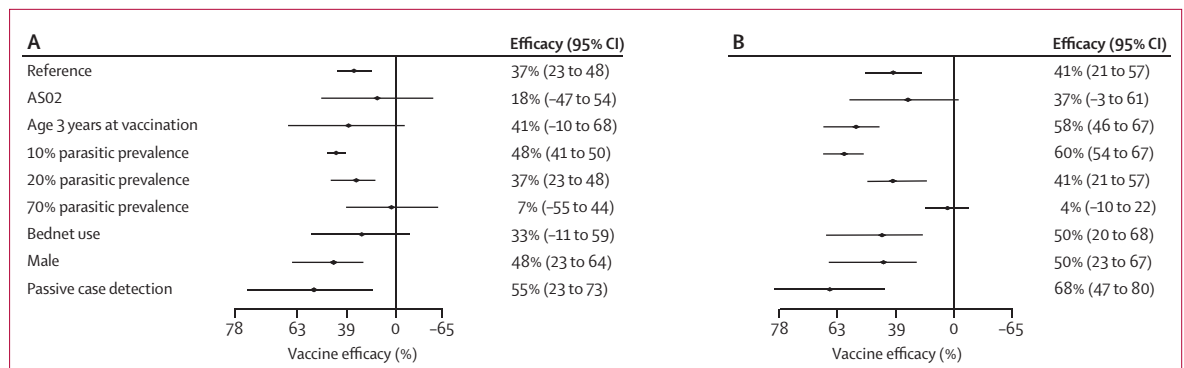 A Efficacy (95% CI)
Reference 37% (23 to 48)
AS02 18% (–47 to 54)
Age 3 years at vaccination 41% (–10 to 68)
10% parasitic prevalence 48% (41 to 50)
20% parasitic prevalence 37% (23 to 48)
70% parasitic prevalence 7% (–55 to 44)
Bednet use 33% (–11 to 59)
Male 48% (23 to 64)
Passive case detection 55% (23 to 73)
78 63 39 0 –65
Vaccine efficacy (%)
B Efficacy (95% CI)
41% (21 to 57)
37% (–3 to 61)
58% (46 to 67)
60% (54 to 67)
41% (21 to 57)
4% (–10 to 22)
50% (20 to 68)
50% (23 to 67)
68% (47 to 80)
78 63 39 0 –65
Vaccine efficacy (%)